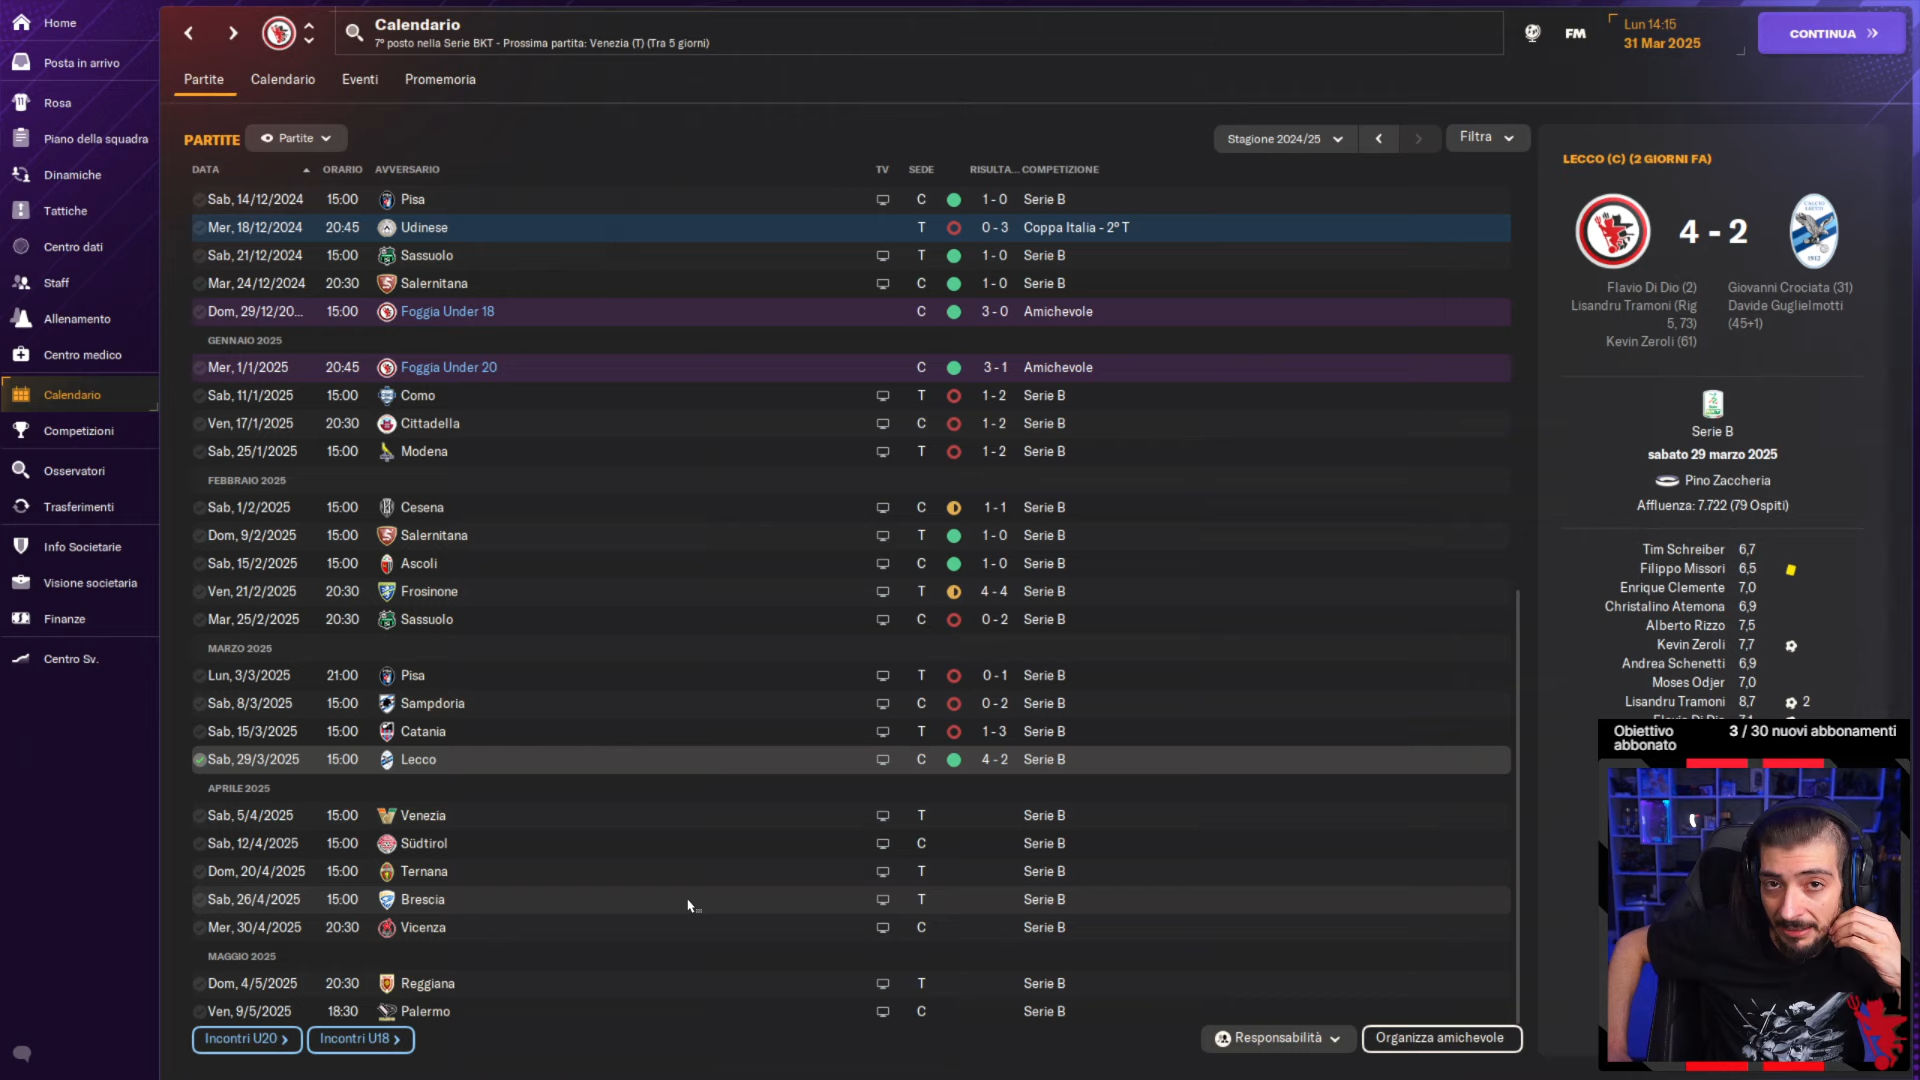 Home
Posta in arrivo
Rosa
Piano della squadra
Dinamiche
Tattiche
Centro dati
Staff
Allenamento
Centro medico
Calendario
Competizioni
Osservatori
Trasferimenti
Info Societarie
Visione societaria
Finanze
Centro Sv.
Calendario
7° posto nella Serie BKT - Prossima partita: Venezia (T) (Tra 5 giorni)
FM
Lun 14:15
31 Mar 2025
CONTINUA
Partite Calendario Eventi Promemoria
PARTITE Partite Stagione 2024/25 Filtra
DATA ORARIO AVVERSARIO TV SEDE RISULTA... COMPETIZIONE
Sab, 14/12/2024 15:00 Pisa C 1 - 0 Serie B
Mer, 18/12/2024 20:45 Udinese T 0 - 3 Coppa Italia - 2º T
Sab, 21/12/2024 15:00 Sassuolo T 1 - 0 Serie B
Mar, 24/12/2024 20:30 Salernitana C 1 - 0 Serie B
Dom, 29/12/20... 15:00 Foggia Under 18 C 3 - 0 Amichevole
GENNAIO 2025
Mer, 1/1/2025 20:45 Foggia Under 20 C 3 - 1 Amichevole
Sab, 11/1/2025 15:00 Como T 1 - 2 Serie B
Ven, 17/1/2025 20:30 Cittadella C 1 - 2 Serie B
Sab, 25/1/2025 15:00 Modena T 1 - 2 Serie B
FEBBRAIO 2025
Sab, 1/2/2025 15:00 Cesena C 1 - 1 Serie B
Dom, 9/2/2025 15:00 Salernitana T 1 - 0 Serie B
Sab, 15/2/2025 15:00 Ascoli C 1 - 0 Serie B
Ven, 21/2/2025 20:30 Frosinone T 4 - 4 Serie B
Mar, 25/2/2025 20:30 Sassuolo C 0 - 2 Serie B
MARZO 2025
Lun, 3/3/2025 21:00 Pisa T 0 - 1 Serie B
Sab, 8/3/2025 15:00 Sampdoria C 0 - 2 Serie B
Sab, 15/3/2025 15:00 Catania T 1 - 3 Serie B
Sab, 29/3/2025 15:00 Lecco C 4 - 2 Serie B
APRILE 2025
Sab, 5/4/2025 15:00 Venezia T Serie B
Sab, 12/4/2025 15:00 Südtirol C Serie B
Dom, 20/4/2025 15:00 Ternana T Serie B
Sab, 26/4/2025 15:00 Brescia T Serie B
Mer, 30/4/2025 20:30 Vicenza C Serie B
MAGGIO 2025
Dom, 4/5/2025 20:30 Reggiana T Serie B
Ven, 9/5/2025 18:30 Palermo C Serie B
Incontri U20 Incontri U18 Responsabilità Organizza amichevole
LECCO (C) (2 GIORNI FA)
4 - 2
Flavio Di Dio (2)
Lisandru Tramoni (Rig
5, 73)
Kevin Zeroli (61)
Giovanni Crociata (31)
Davide Guglielmotti
(45+1)
Serie B
sabato 29 marzo 2025
Pino Zaccheria
Affluenza: 7.722 (79 Ospiti)
Tim Schreiber 6,7
Filippo Missori 6,5
Enrique Clemente 7,0
Christalino Atemona 6,9
Alberto Rizzo 7,5
Kevin Zeroli 7,7
Andrea Schenetti 6,9
Moses Odjer 7,0
Lisandru Tramoni 8,7 2
Obiettivo
abbonato
3 / 30 nuovi abbonamenti